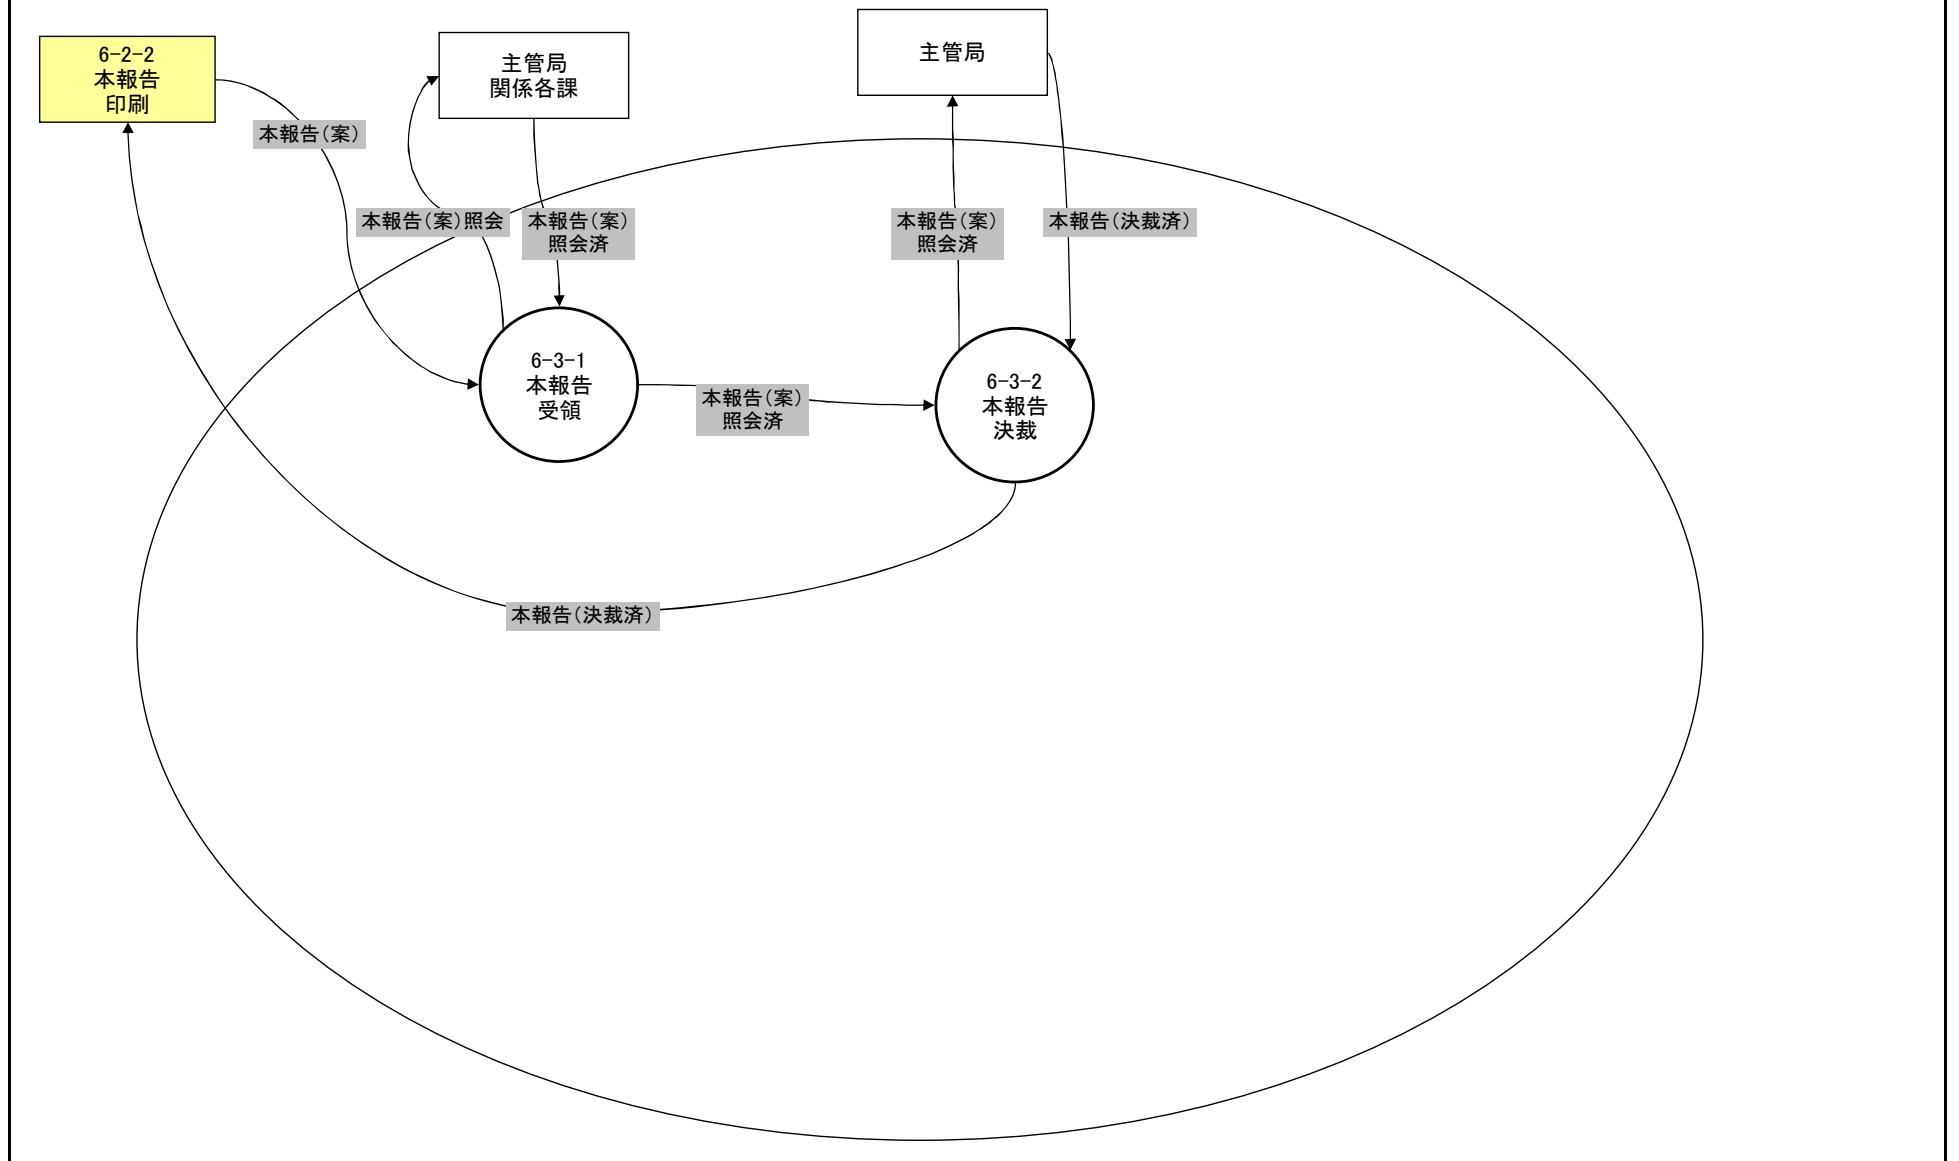 6-2-2
本報告
印刷
主管局
関係各課
主管局
本報告(案)
本報告(案)照会
本報告(案)
照会済
本報告(案)
照会済
本報告(決裁済)
6-3-1
本報告
受領
本報告(案)
照会済
6-3-2
本報告
決裁
本報告(決裁済)